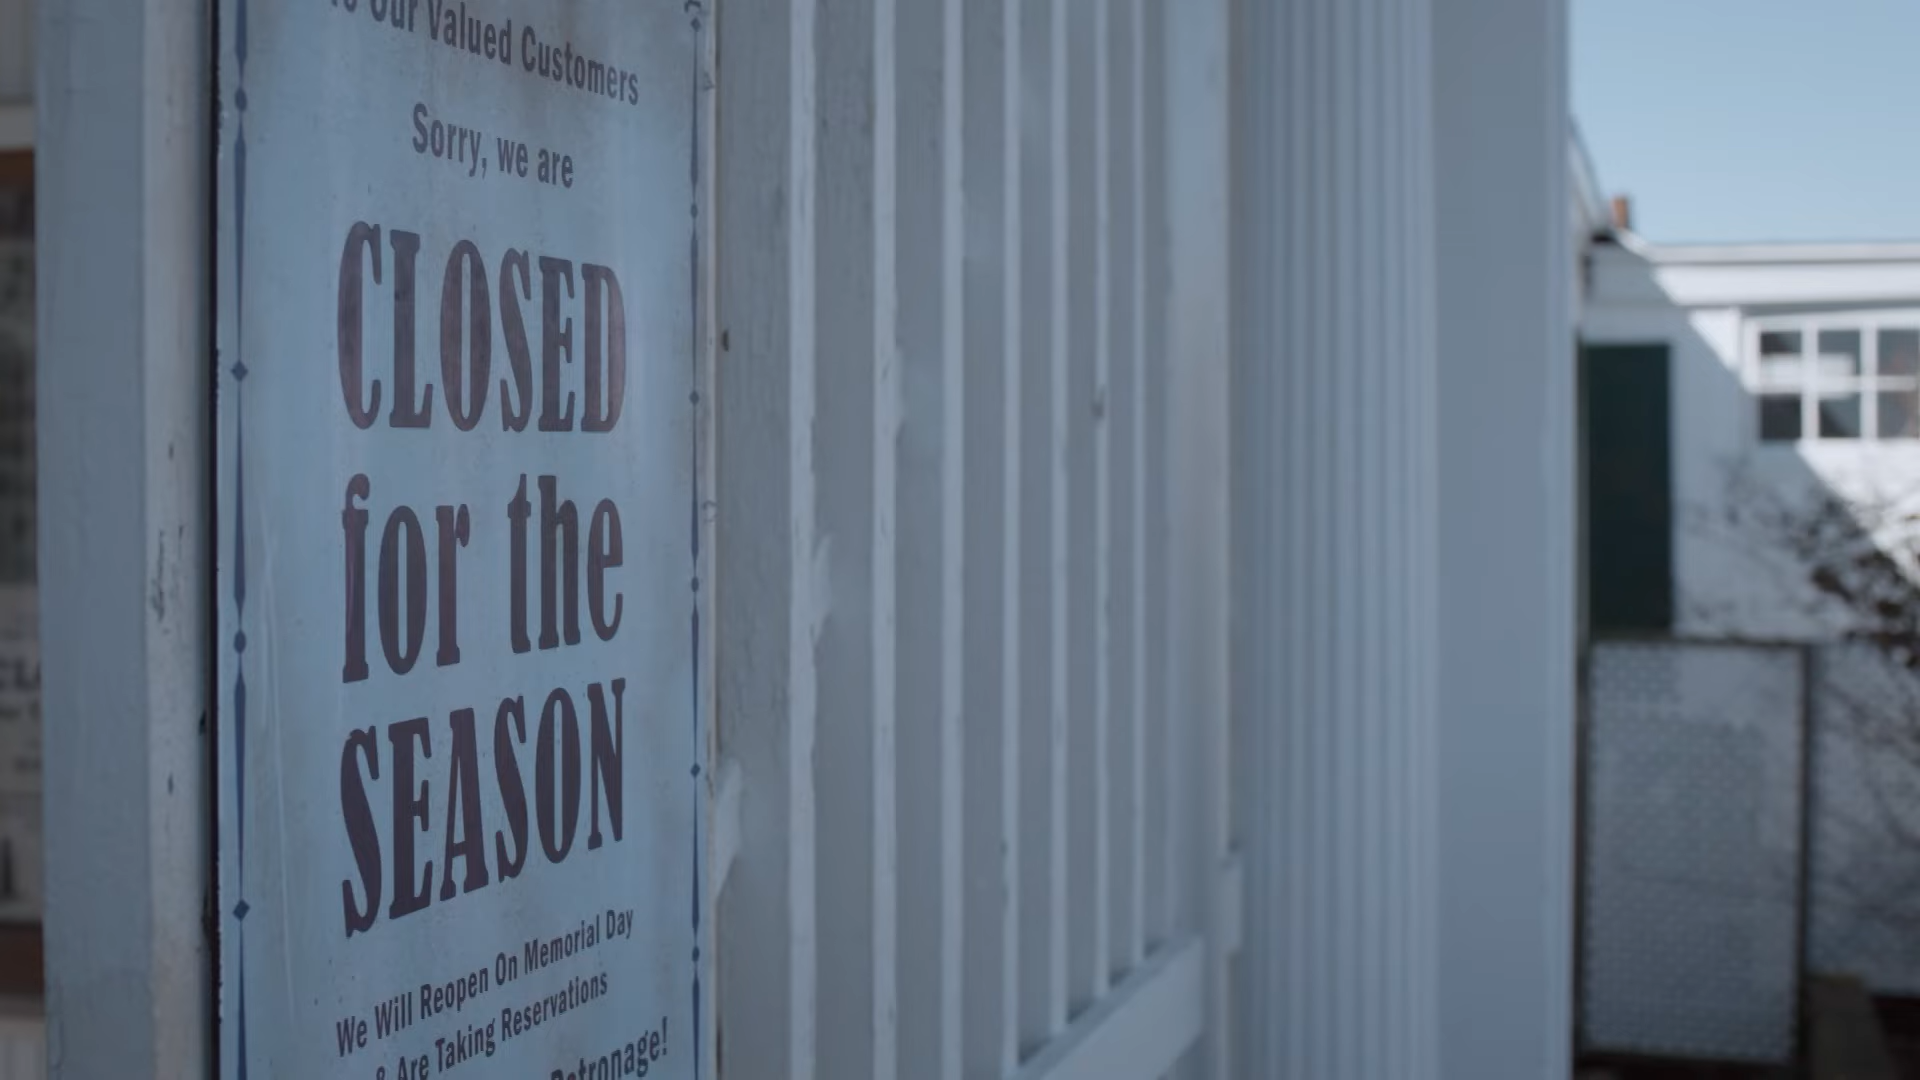 Our Valued Customers
Sorry, we are
CLOSED
for the
SEASON
We Will Reopen On Memorial Day
& Are Taking Reservations
Patronage!